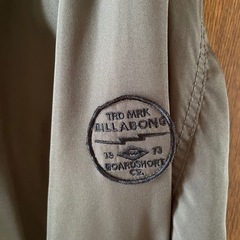 TRD MRK
BILLABONG
19 73
BOARDSHORT
CO.